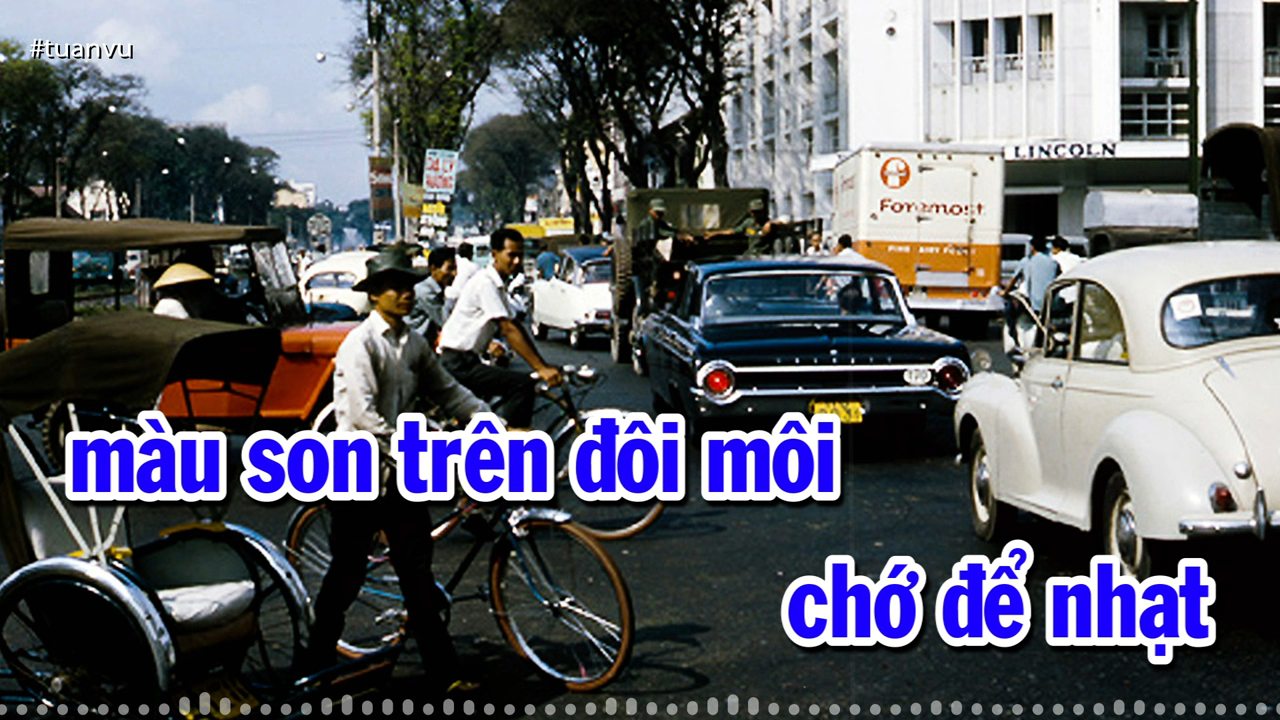 #tuanvu
LINCOLN
Foremost
màu son trên đôi môi
chớ để nhạt